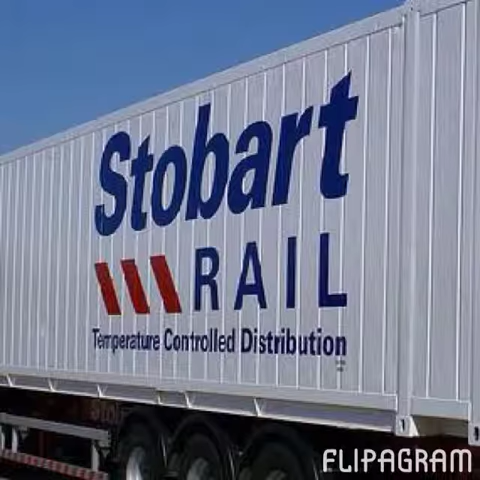 Stobart
RAIL
Temperature Controlled Distribution
FLIPAGRAM